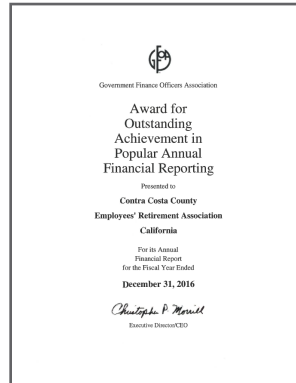 Government Finance Officers Association
Award for
Outstanding
Achievement in
Popular Annual
Financial Reporting
Presented to
Contra Costa County
Employees' Retirement Association
California
For its Annual
Financial Report
for the Fiscal Year Ended
December 31, 2016
Christopher P. Morrill
Executive Director/CEO